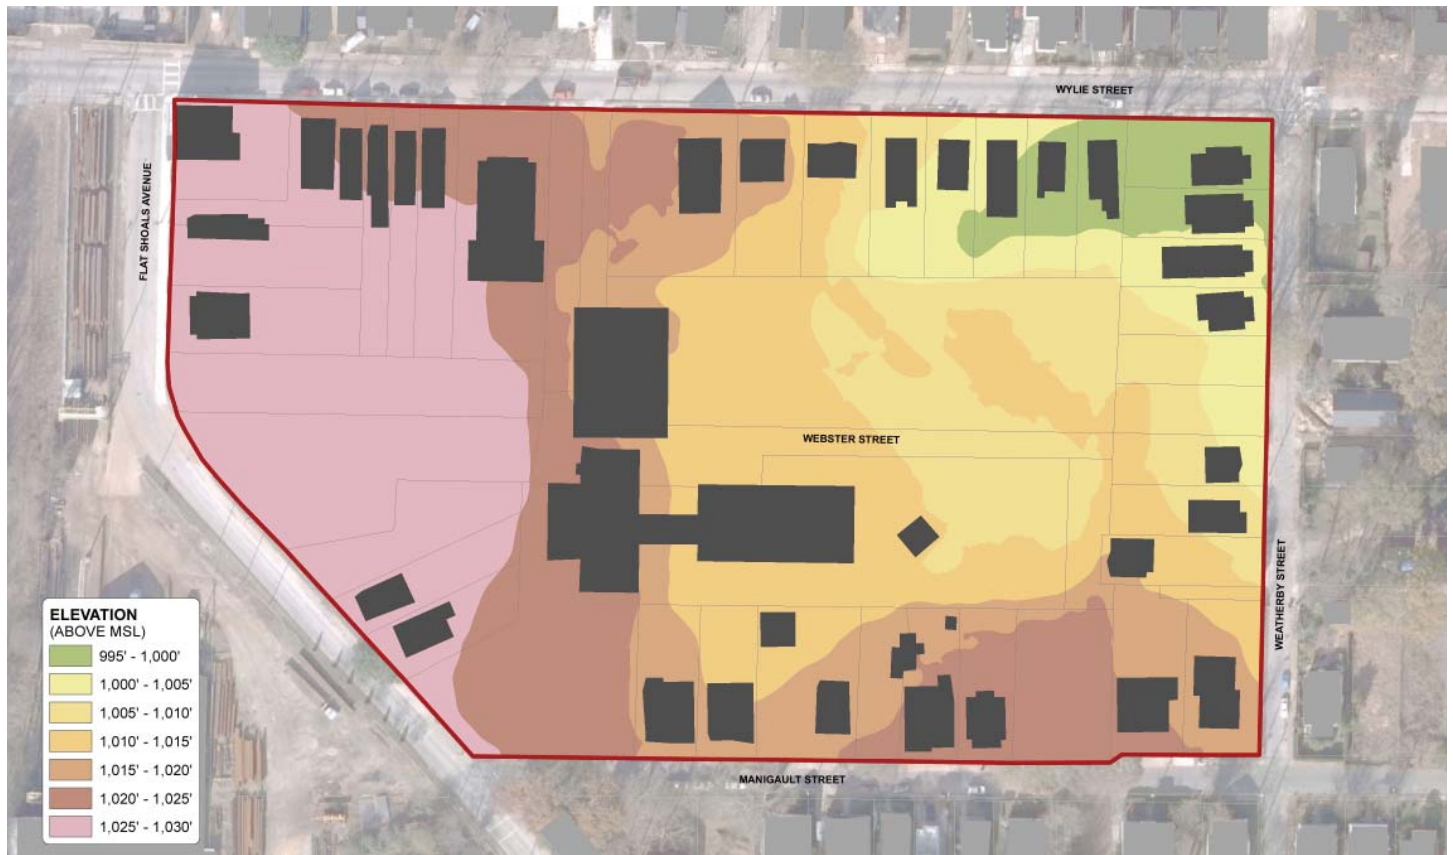 WYLIE STREET
FLAT SHOALS AVENUE
WEBSTER STREET
WEATHERBY STREET
MANIGAULT STREET
ELEVATION
(ABOVE MSL)
995' - 1,000'
1,000' - 1,005'
1,005' - 1,010'
1,010' - 1,015'
1,015' - 1,020'
1,020' - 1,025'
1,025' - 1,030'